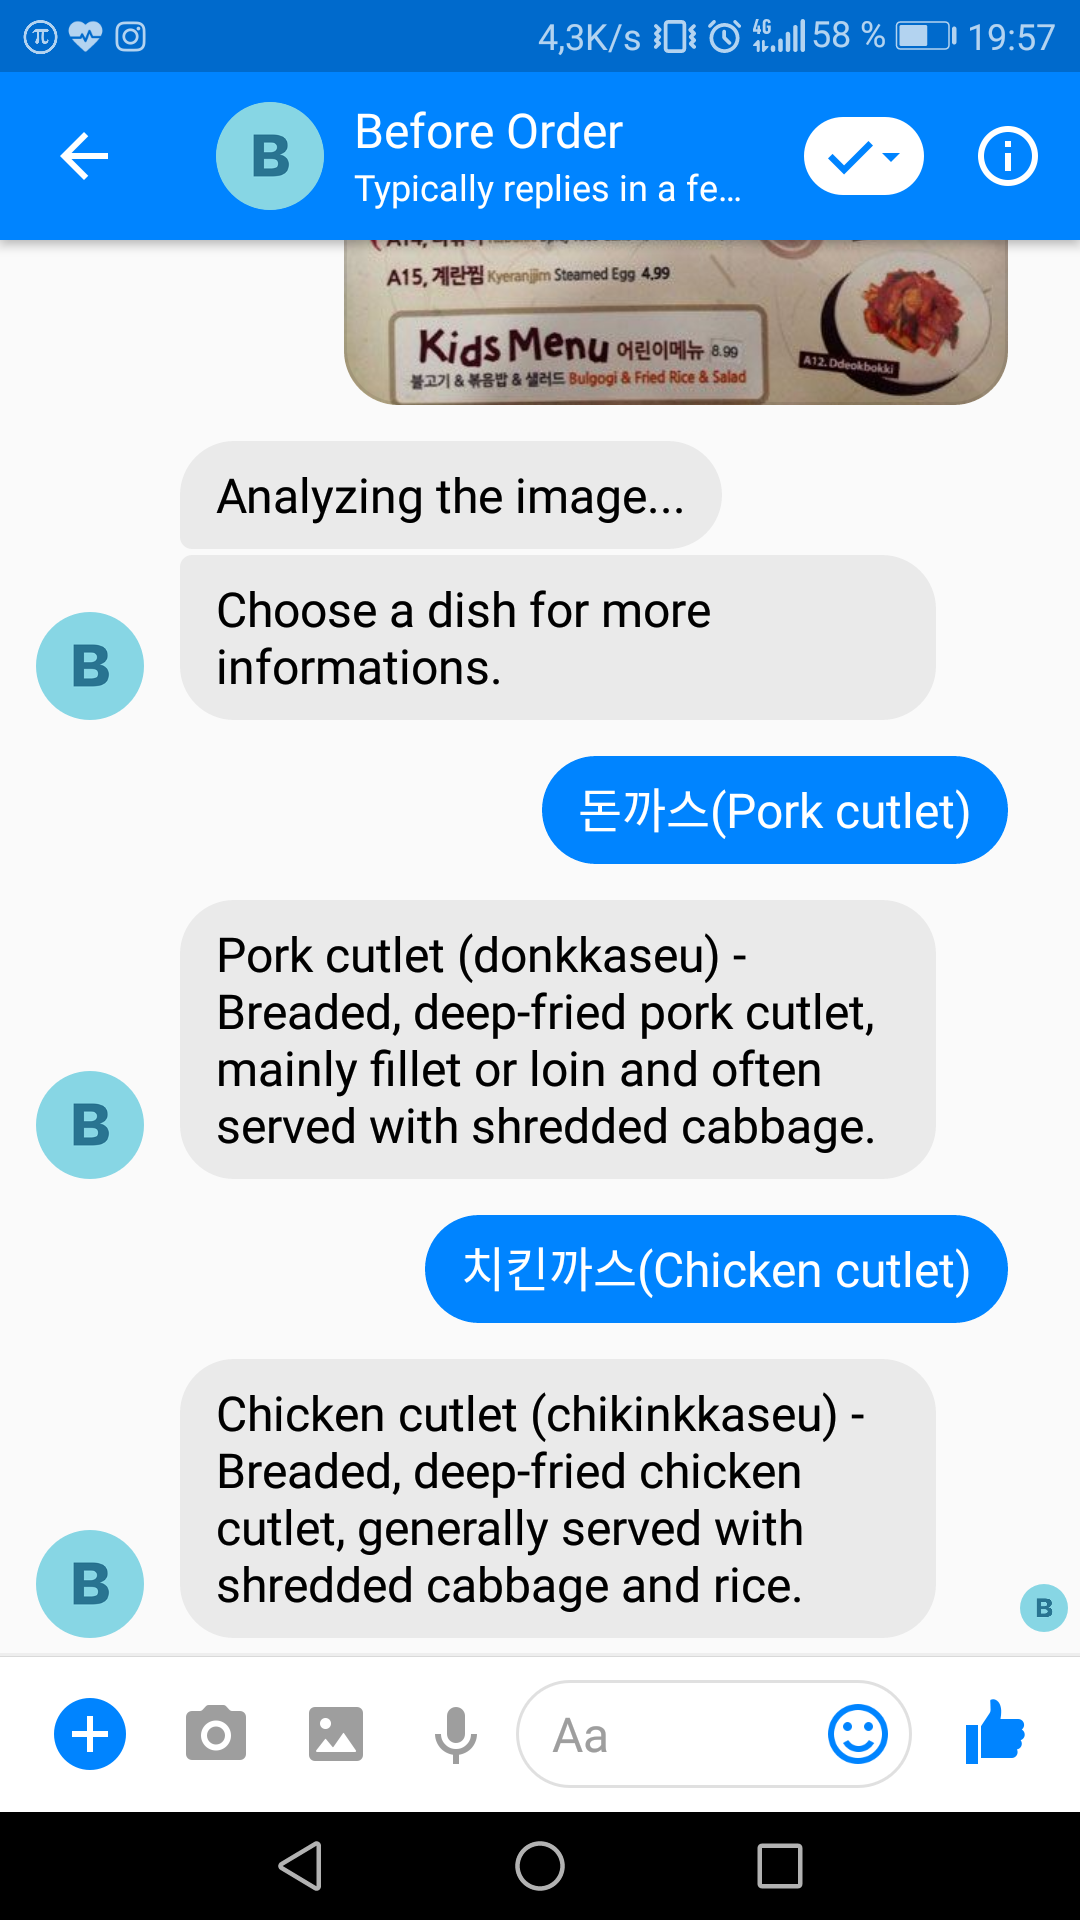 4,3K/s 4G 58 % 19:57
B
Before Order
Typically replies in a fe...
A15, 계란찜 Kyeranjjim Steamed Egg 4,99
Kids Menu 어린이메뉴 8.99
불고기 & 볶음밥 & 샐러드 Bulgogi & Fried Rice & Salad
A12. Ddeokbokki
Analyzing the image...
Choose a dish for more
informations.
B
돈까스(Pork cutlet)
Pork cutlet (donkkaseu) -
Breaded, deep-fried pork cutlet,
mainly fillet or loin and often
served with shredded cabbage.
B
치킨까스(Chicken cutlet)
Chicken cutlet (chikinkkaseu) -
Breaded, deep-fried chicken
cutlet, generally served with
shredded cabbage and rice.
B
B
Aa